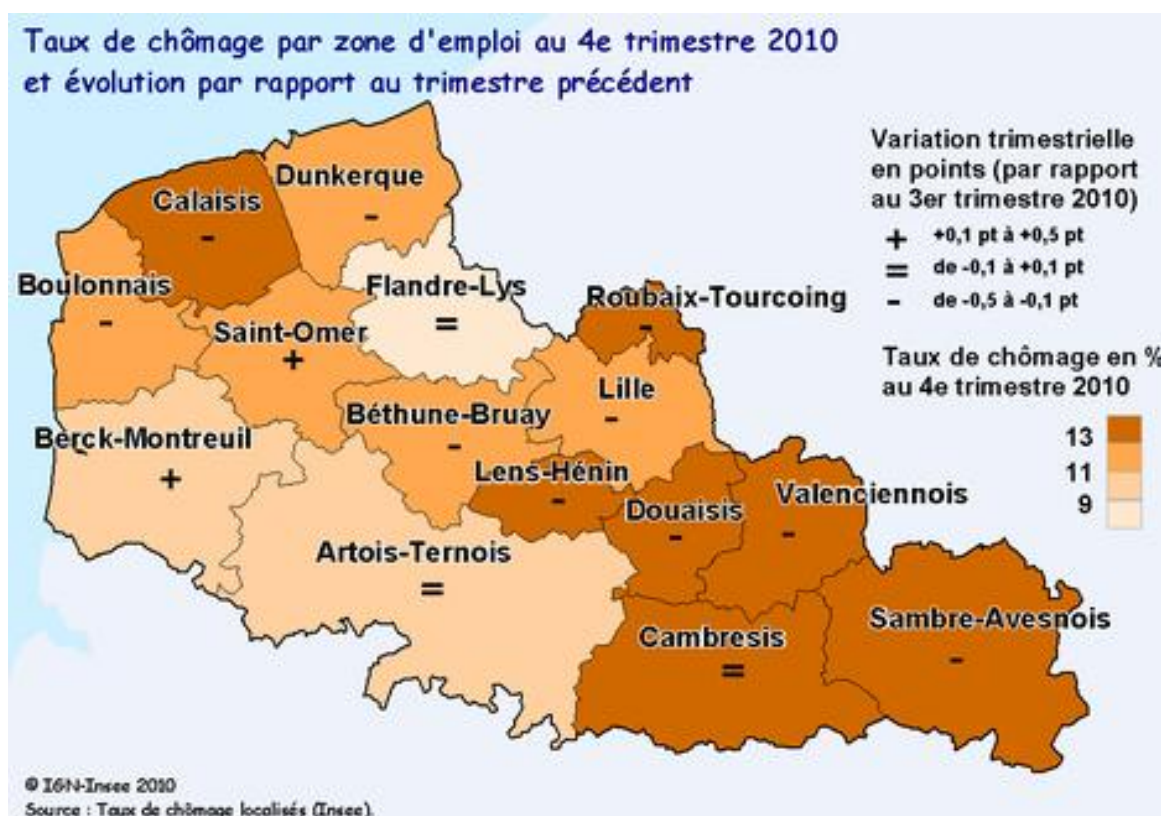 Taux de chômage par zone d'emploi au 4e trimestre 2010
et évolution par rapport au trimestre précédent
Variation trimestrielle
en points (par rapport
au 3er trimestre 2010)
+ +0,1 pt à +0,5 pt
= de -0,1 à +0,1 pt
- de -0,5 à -0,1 pt
Taux de chômage en %
au 4e trimestre 2010
13
11
9
Dunkerque
-
Calaisis
-
Boulonnais
-
Flandre-Lys
=
Roubaix-Tourcoing
-
Saint-Omer
+
Lille
-
Béthune-Bruay
-
Berck-Montreuil
+
Lens-Hénin
-
Valenciennois
-
Douaisis
-
Artois-Ternois
=
Sambre-Avesnois
-
Cambresis
=
© IGN-Insee 2010
Source : Taux de chômage localisés (Insee).